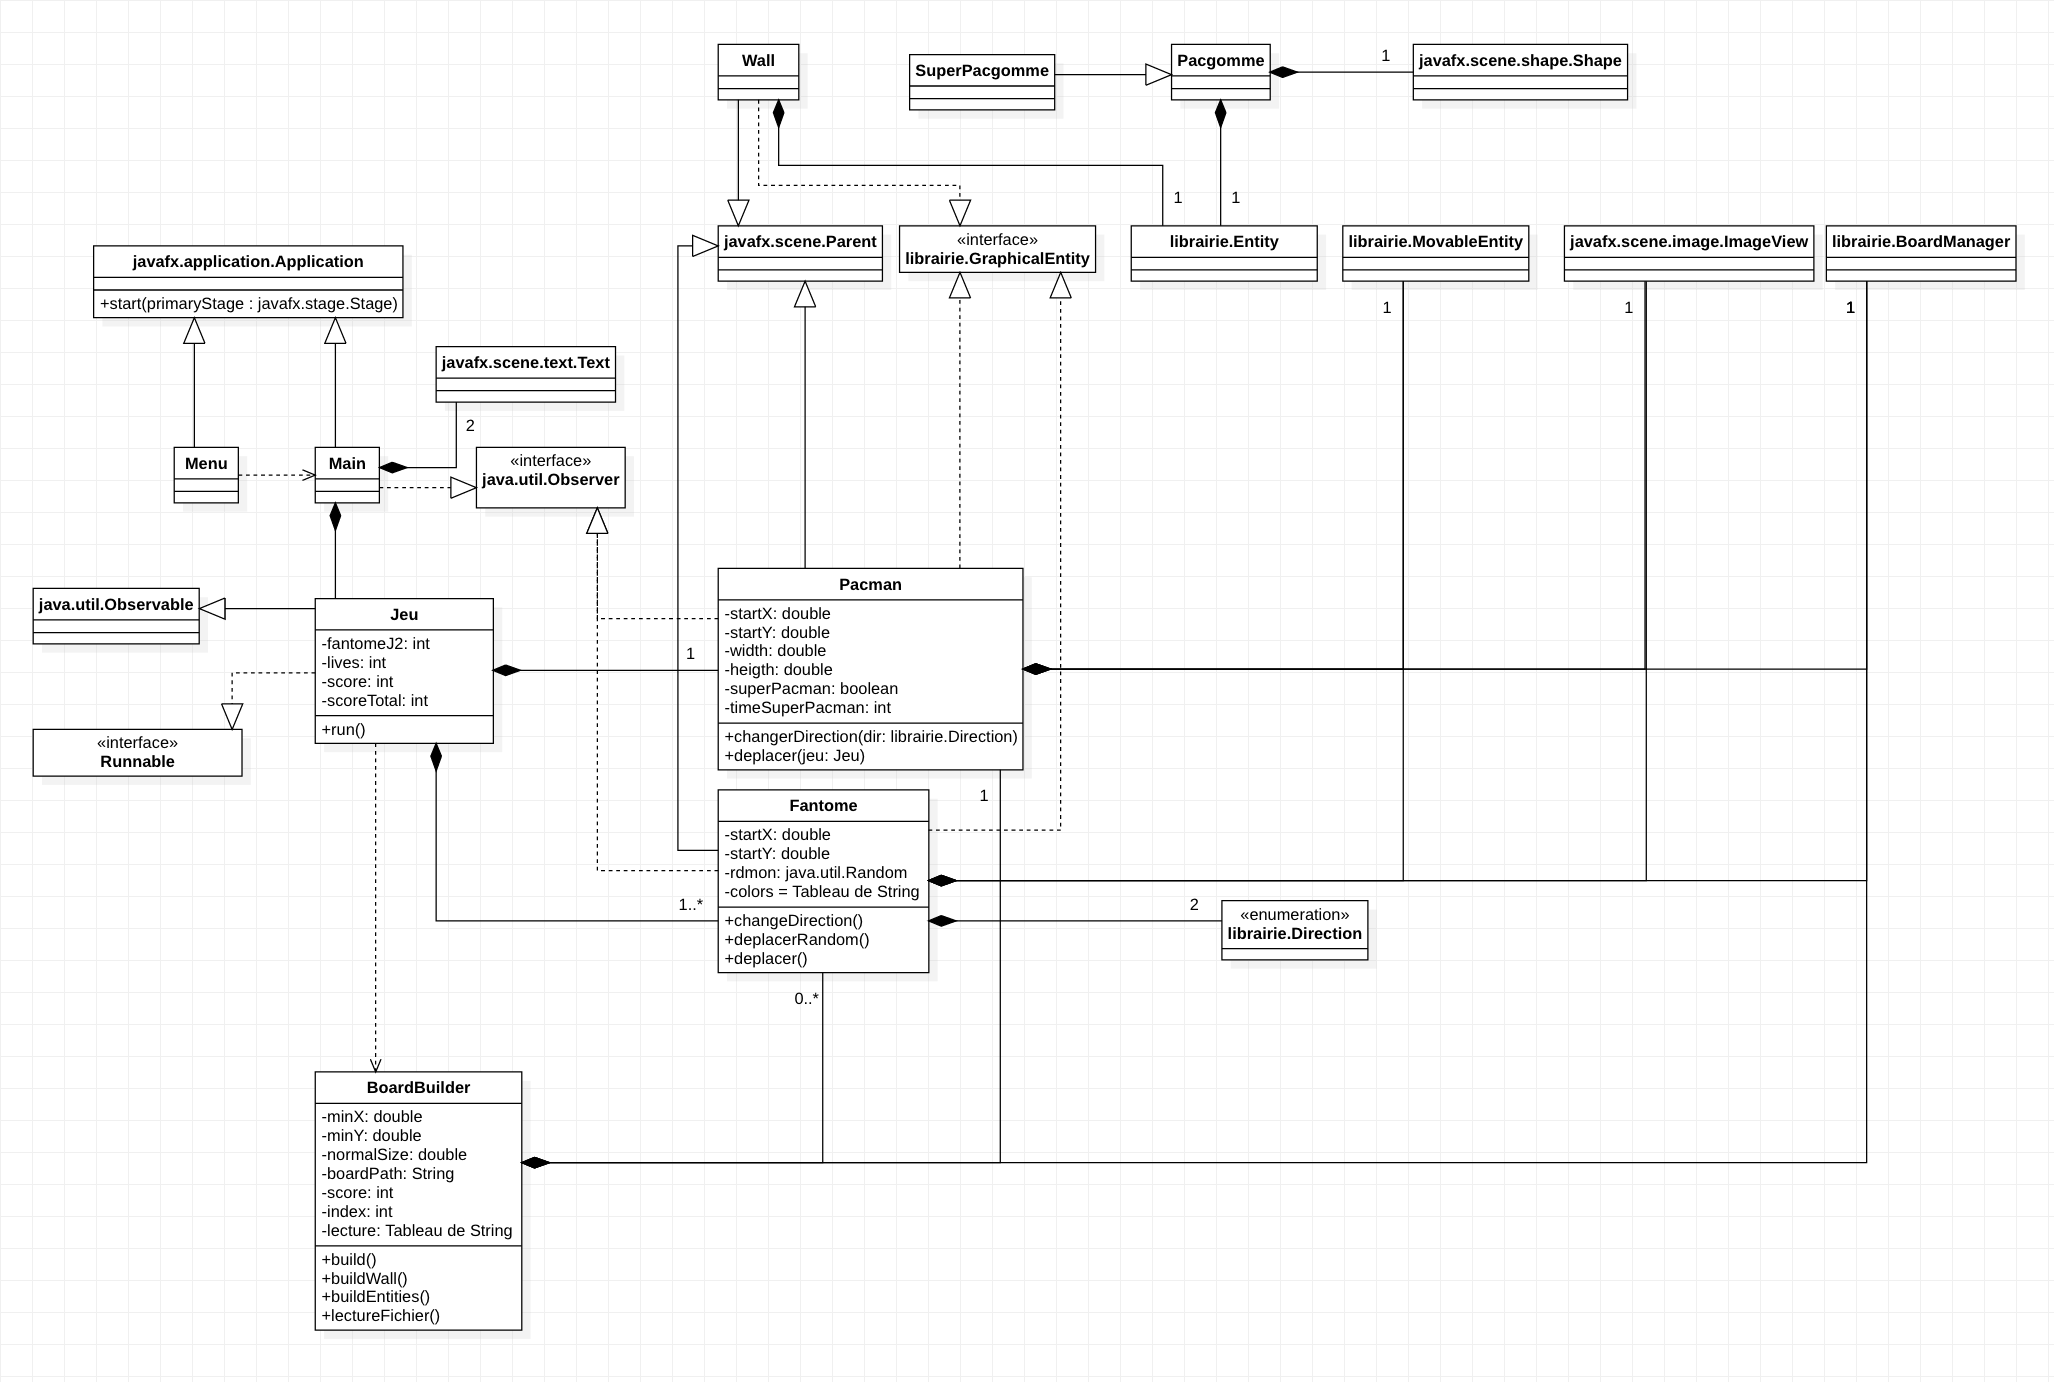 Wall
SuperPacgomme
Pacgomme
1
javafx.scene.shape.Shape
1
1
javafx.application.Application
+start(primaryStage : javafx.stage.Stage)
javafx.scene.Parent
«interface»
librairie.GraphicalEntity
librairie.Entity
librairie.MovableEntity
javafx.scene.image.ImageView
librairie.BoardManager
1
1
1
javafx.scene.text.Text
2
Menu
Main
«interface»
java.util.Observer
java.util.Observable
Jeu
-fantomeJ2: int
-lives: int
-score: int
-scoreTotal: int
+run()
«interface»
Runnable
1
Pacman
-startX: double
-startY: double
-width: double
-heigth: double
-superPacman: boolean
-timeSuperPacman: int
+changerDirection(dir: librairie.Direction)
+deplacer(jeu: Jeu)
1
Fantome
-startX: double
-startY: double
-rdmon: java.util.Random
-colors = Tableau de String
+changeDirection()
+deplacerRandom()
+deplacer()
1..*
2
«enumeration»
librairie.Direction
0..*
BoardBuilder
-minX: double
-minY: double
-normalSize: double
-boardPath: String
-score: int
-index: int
-lecture: Tableau de String
+build()
+buildWall()
+buildEntities()
+lectureFichier()